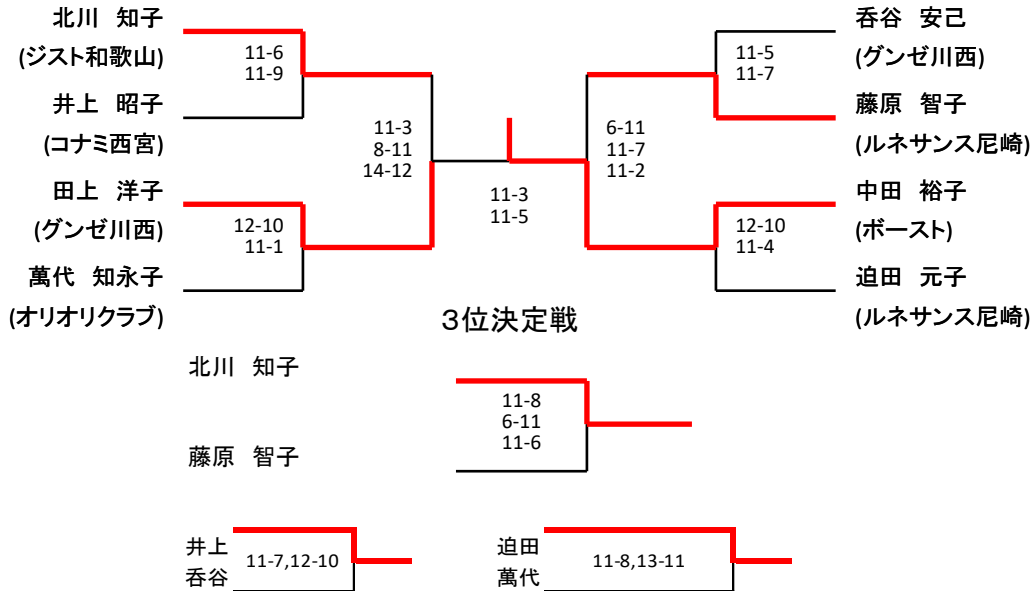 北川 知子
(ジスト和歌山)
11-6
11-9
井上 昭子
(コナミ西宮)
11-3
8-11
14-12
田上 洋子
(グンゼ川西)
12-10
11-1
萬代 知永子
(オリオリクラブ)
11-3
11-5
呑谷 安己
(グンゼ川西)
11-5
11-7
藤原 智子
(ルネサンス尼崎)
6-11
11-7
11-2
中田 裕子
(ボースト)
12-10
11-4
迫田 元子
(ルネサンス尼崎)
3位決定戦
北川 知子
11-8
6-11
11-6
藤原 智子
井上
11-7,12-10
呑谷
迫田
11-8,13-11
萬代